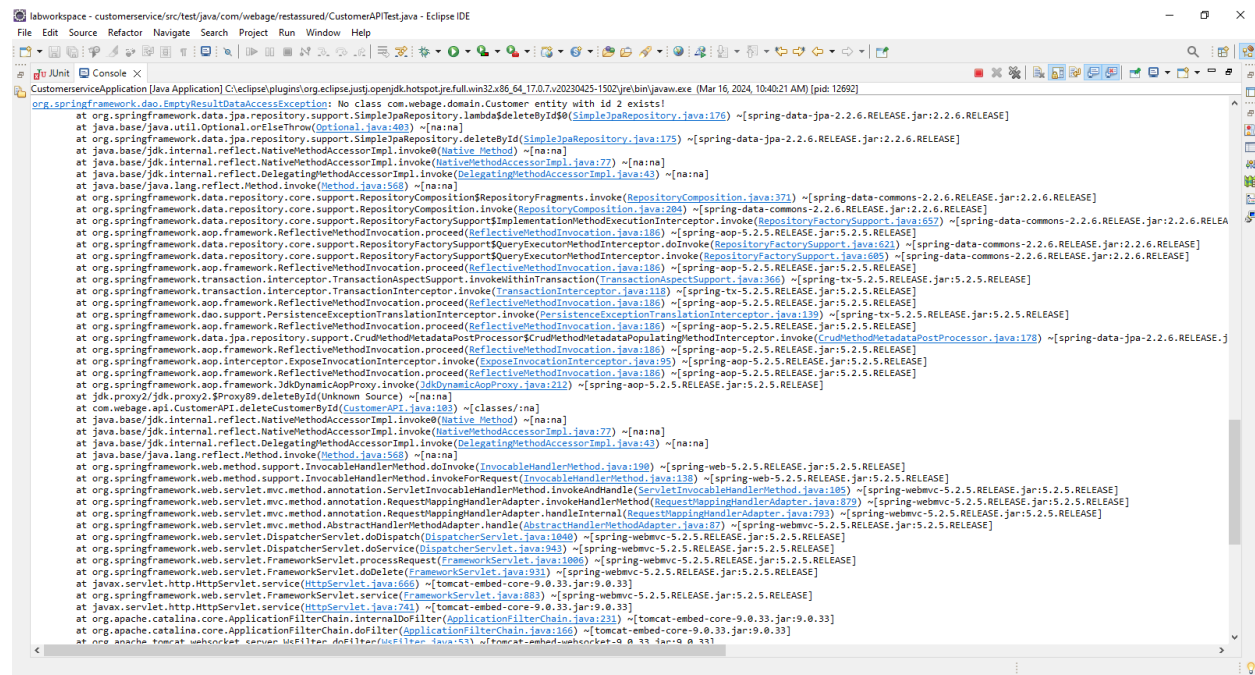 labworkspace - customerservice/src/test/java/com/webage/restassured/CustomerAPITest.java - Eclipse IDE
File Edit Source Refactor Navigate Search Project Run Window Help
JUnit Console
CustomerserviceApplication [Java Application] C:\eclipse\plugins\org.eclipse.justj.openjdk.hotspot.jre.full.win32.x86_64_17.0.7.v20230425-1502\jre\bin\javaw.exe (Mar 16, 2024, 10:40:21 AM) [pid: 12692]
org.springframework.dao.EmptyResultDataAccessException: No class com.webage.domain.Customer entity with id 2 exists!
at org.springframework.data.jpa.repository.support.SimpleJpaRepository.lambda$deleteById$0(SimpleJpaRepository.java:176) ~[spring-data-jpa-2.2.6.RELEASE.jar:2.2.6.RELEASE]
at java.base/java.util.Optional.orElseThrow(Optional.java:403) ~[na:na]
at org.springframework.data.jpa.repository.support.SimpleJpaRepository.deleteById(SimpleJpaRepository.java:175) ~[spring-data-jpa-2.2.6.RELEASE.jar:2.2.6.RELEASE]
at java.base/jdk.internal.reflect.NativeMethodAccessorImpl.invoke0(Native Method) ~[na:na]
at java.base/jdk.internal.reflect.NativeMethodAccessorImpl.invoke(NativeMethodAccessorImpl.java:77) ~[na:na]
at java.base/jdk.internal.reflect.DelegatingMethodAccessorImpl.invoke(DelegatingMethodAccessorImpl.java:43) ~[na:na]
at java.base/java.lang.reflect.Method.invoke(Method.java:568) ~[na:na]
at org.springframework.data.repository.core.support.RepositoryComposition$RepositoryFragments.invoke(RepositoryComposition.java:371) ~[spring-data-commons-2.2.6.RELEASE.jar:2.2.6.RELEASE]
at org.springframework.data.repository.core.support.RepositoryComposition.invoke(RepositoryComposition.java:204) ~[spring-data-commons-2.2.6.RELEASE.jar:2.2.6.RELEASE]
at org.springframework.data.repository.core.support.RepositoryFactorySupport$ImplementationMethodExecutionInterceptor.invoke(RepositoryFactorySupport.java:657) ~[spring-data-commons-2.2.6.RELEASE.jar:2.2.6.RELEA
at org.springframework.aop.framework.ReflectiveMethodInvocation.proceed(ReflectiveMethodInvocation.java:186) ~[spring-aop-5.2.5.RELEASE.jar:5.2.5.RELEASE]
at org.springframework.data.repository.core.support.RepositoryFactorySupport$QueryExecutorMethodInterceptor.doInvoke(RepositoryFactorySupport.java:621) ~[spring-data-commons-2.2.6.RELEASE.jar:2.2.6.RELEASE]
at org.springframework.data.repository.core.support.RepositoryFactorySupport$QueryExecutorMethodInterceptor.invoke(RepositoryFactorySupport.java:605) ~[spring-data-commons-2.2.6.RELEASE.jar:2.2.6.RELEASE]
at org.springframework.aop.framework.ReflectiveMethodInvocation.proceed(ReflectiveMethodInvocation.java:186) ~[spring-aop-5.2.5.RELEASE.jar:5.2.5.RELEASE]
at org.springframework.transaction.interceptor.TransactionAspectSupport.invokeWithinTransaction(TransactionAspectSupport.java:366) ~[spring-tx-5.2.5.RELEASE.jar:5.2.5.RELEASE]
at org.springframework.transaction.interceptor.TransactionInterceptor.invoke(TransactionInterceptor.java:118) ~[spring-tx-5.2.5.RELEASE.jar:5.2.5.RELEASE]
at org.springframework.aop.framework.ReflectiveMethodInvocation.proceed(ReflectiveMethodInvocation.java:186) ~[spring-aop-5.2.5.RELEASE.jar:5.2.5.RELEASE]
at org.springframework.dao.support.PersistenceExceptionTranslationInterceptor.invoke(PersistenceExceptionTranslationInterceptor.java:139) ~[spring-tx-5.2.5.RELEASE.jar:5.2.5.RELEASE]
at org.springframework.aop.framework.ReflectiveMethodInvocation.proceed(ReflectiveMethodInvocation.java:186) ~[spring-aop-5.2.5.RELEASE.jar:5.2.5.RELEASE]
at org.springframework.data.jpa.repository.support.CrudMethodMetadataPostProcessor$CrudMethodMetadataPopulatingMethodInterceptor.invoke(CrudMethodMetadataPostProcessor.java:178) ~[spring-data-jpa-2.2.6.RELEASE.j
at org.springframework.aop.framework.ReflectiveMethodInvocation.proceed(ReflectiveMethodInvocation.java:186) ~[spring-aop-5.2.5.RELEASE.jar:5.2.5.RELEASE]
at org.springframework.aop.interceptor.ExposeInvocationInterceptor.invoke(ExposeInvocationInterceptor.java:95) ~[spring-aop-5.2.5.RELEASE.jar:5.2.5.RELEASE]
at org.springframework.aop.framework.ReflectiveMethodInvocation.proceed(ReflectiveMethodInvocation.java:186) ~[spring-aop-5.2.5.RELEASE.jar:5.2.5.RELEASE]
at org.springframework.aop.framework.JdkDynamicAopProxy.invoke(JdkDynamicAopProxy.java:212) ~[spring-aop-5.2.5.RELEASE.jar:5.2.5.RELEASE]
at jdk.proxy2/jdk.proxy2.$Proxy89.deleteById(Unknown Source) ~[na:na]
at com.webage.api.CustomerAPI.deleteCustomerById(CustomerAPI.java:103) ~[classes/:na]
at java.base/jdk.internal.reflect.NativeMethodAccessorImpl.invoke0(Native Method) ~[na:na]
at java.base/jdk.internal.reflect.NativeMethodAccessorImpl.invoke(NativeMethodAccessorImpl.java:77) ~[na:na]
at java.base/jdk.internal.reflect.DelegatingMethodAccessorImpl.invoke(DelegatingMethodAccessorImpl.java:43) ~[na:na]
at java.base/java.lang.reflect.Method.invoke(Method.java:568) ~[na:na]
at org.springframework.web.method.support.InvocableHandlerMethod.doInvoke(InvocableHandlerMethod.java:190) ~[spring-web-5.2.5.RELEASE.jar:5.2.5.RELEASE]
at org.springframework.web.method.support.InvocableHandlerMethod.invokeForRequest(InvocableHandlerMethod.java:138) ~[spring-web-5.2.5.RELEASE.jar:5.2.5.RELEASE]
at org.springframework.web.servlet.mvc.method.annotation.ServletInvocableHandlerMethod.invokeAndHandle(ServletInvocableHandlerMethod.java:105) ~[spring-webmvc-5.2.5.RELEASE.jar:5.2.5.RELEASE]
at org.springframework.web.servlet.mvc.method.annotation.RequestMappingHandlerAdapter.invokeHandlerMethod(RequestMappingHandlerAdapter.java:879) ~[spring-webmvc-5.2.5.RELEASE.jar:5.2.5.RELEASE]
at org.springframework.web.servlet.mvc.method.annotation.RequestMappingHandlerAdapter.handleInternal(RequestMappingHandlerAdapter.java:793) ~[spring-webmvc-5.2.5.RELEASE.jar:5.2.5.RELEASE]
at org.springframework.web.servlet.mvc.method.AbstractHandlerMethodAdapter.handle(AbstractHandlerMethodAdapter.java:87) ~[spring-webmvc-5.2.5.RELEASE.jar:5.2.5.RELEASE]
at org.springframework.web.servlet.DispatcherServlet.doDispatch(DispatcherServlet.java:1040) ~[spring-webmvc-5.2.5.RELEASE.jar:5.2.5.RELEASE]
at org.springframework.web.servlet.DispatcherServlet.doService(DispatcherServlet.java:943) ~[spring-webmvc-5.2.5.RELEASE.jar:5.2.5.RELEASE]
at org.springframework.web.servlet.FrameworkServlet.processRequest(FrameworkServlet.java:1006) ~[spring-webmvc-5.2.5.RELEASE.jar:5.2.5.RELEASE]
at org.springframework.web.servlet.FrameworkServlet.doDelete(FrameworkServlet.java:931) ~[spring-webmvc-5.2.5.RELEASE.jar:5.2.5.RELEASE]
at javax.servlet.http.HttpServlet.service(HttpServlet.java:666) ~[tomcat-embed-core-9.0.33.jar:9.0.33]
at org.springframework.web.servlet.FrameworkServlet.service(FrameworkServlet.java:883) ~[spring-webmvc-5.2.5.RELEASE.jar:5.2.5.RELEASE]
at javax.servlet.http.HttpServlet.service(HttpServlet.java:741) ~[tomcat-embed-core-9.0.33.jar:9.0.33]
at org.apache.catalina.core.ApplicationFilterChain.internalDoFilter(ApplicationFilterChain.java:231) ~[tomcat-embed-core-9.0.33.jar:9.0.33]
at org.apache.catalina.core.ApplicationFilterChain.doFilter(ApplicationFilterChain.java:166) ~[tomcat-embed-core-9.0.33.jar:9.0.33]
at org.apache.tomcat.websocket.server.WsFilter.doFilter(WsFilter.java:53) ~[tomcat-embed-websocket-9.0.33.jar:9.0.33]